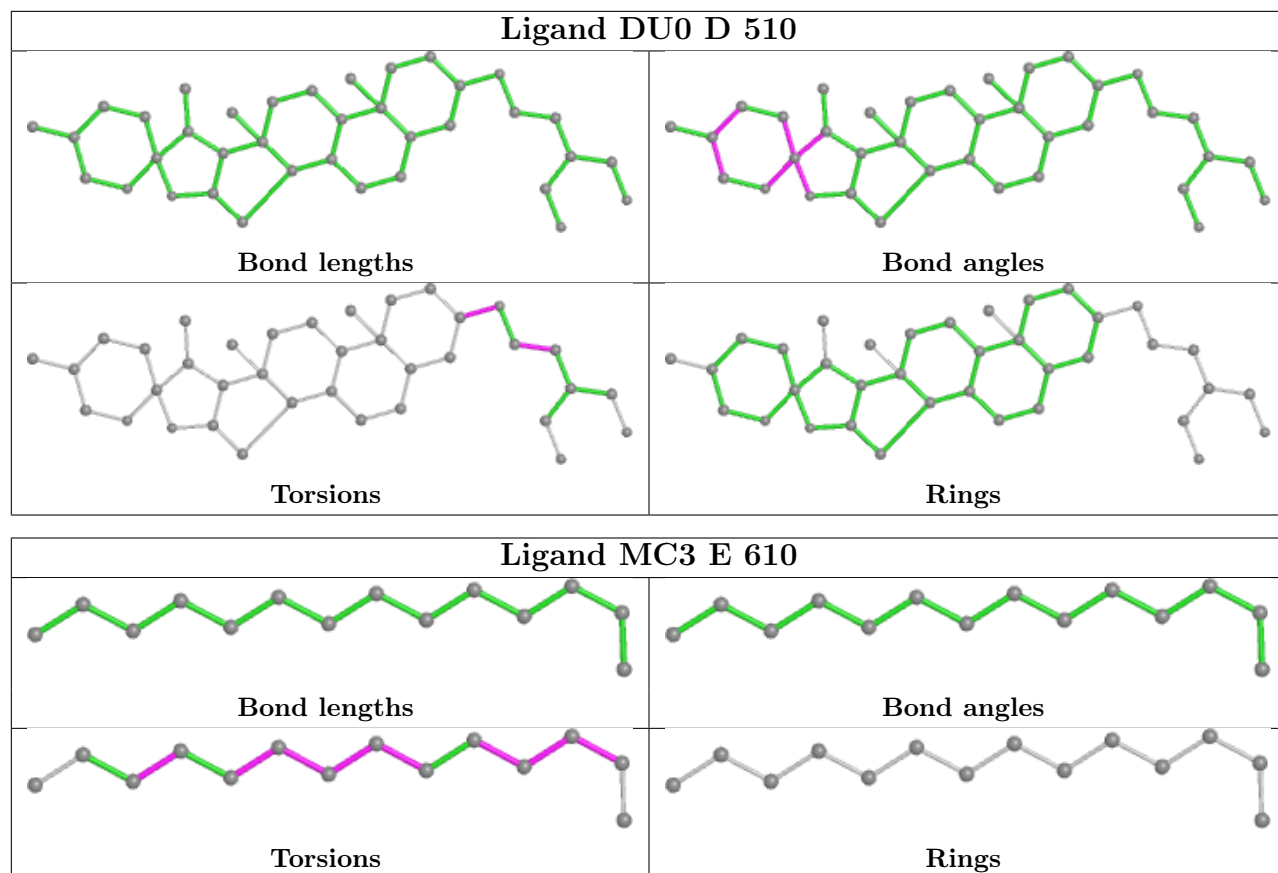 Ligand DU0 D 510
Bond lengths
Bond angles
Torsions
Rings
Ligand MC3 E 610
Bond lengths
Bond angles
Torsions
Rings